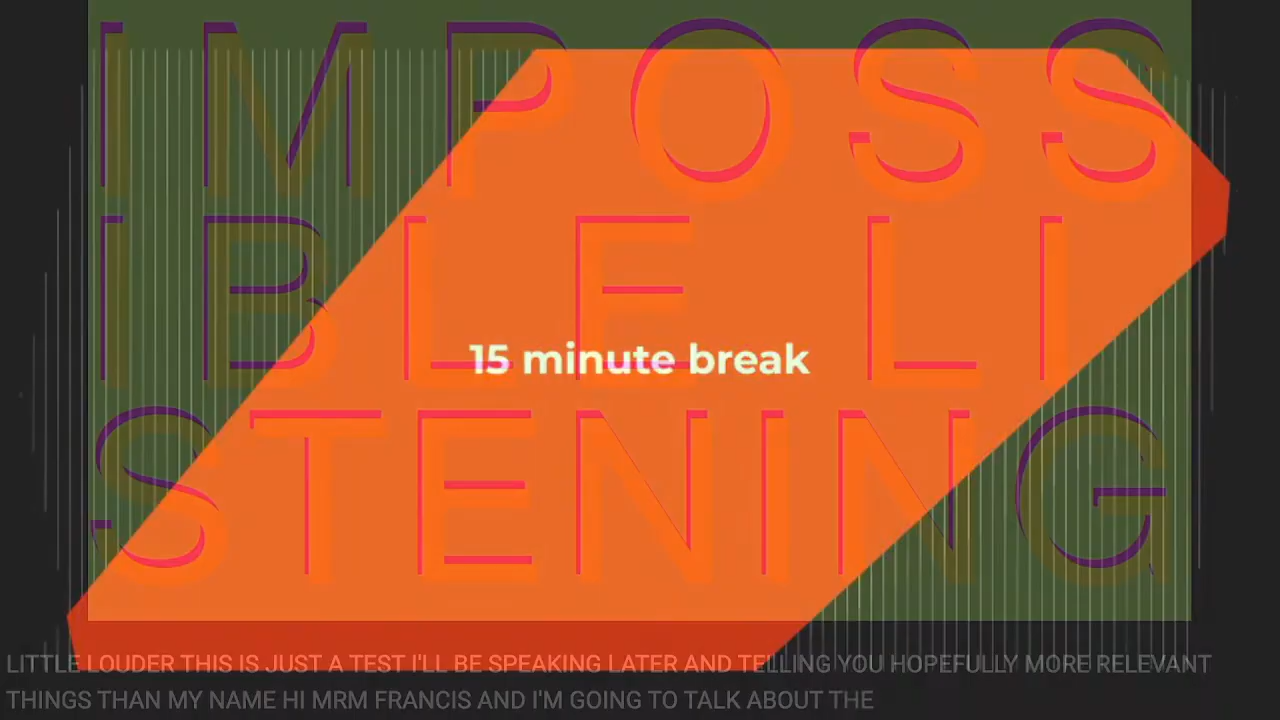 IMPOSS
IBLE LI
15 minute break
STENING
LITTLE LOUDER THIS IS JUST A TEST I'LL BE SPEAKING LATER AND TELLING YOU HOPEFULLY MORE RELEVANT
THINGS THAN MY NAME HI MRM FRANCIS AND I'M GOING TO TALK ABOUT THE